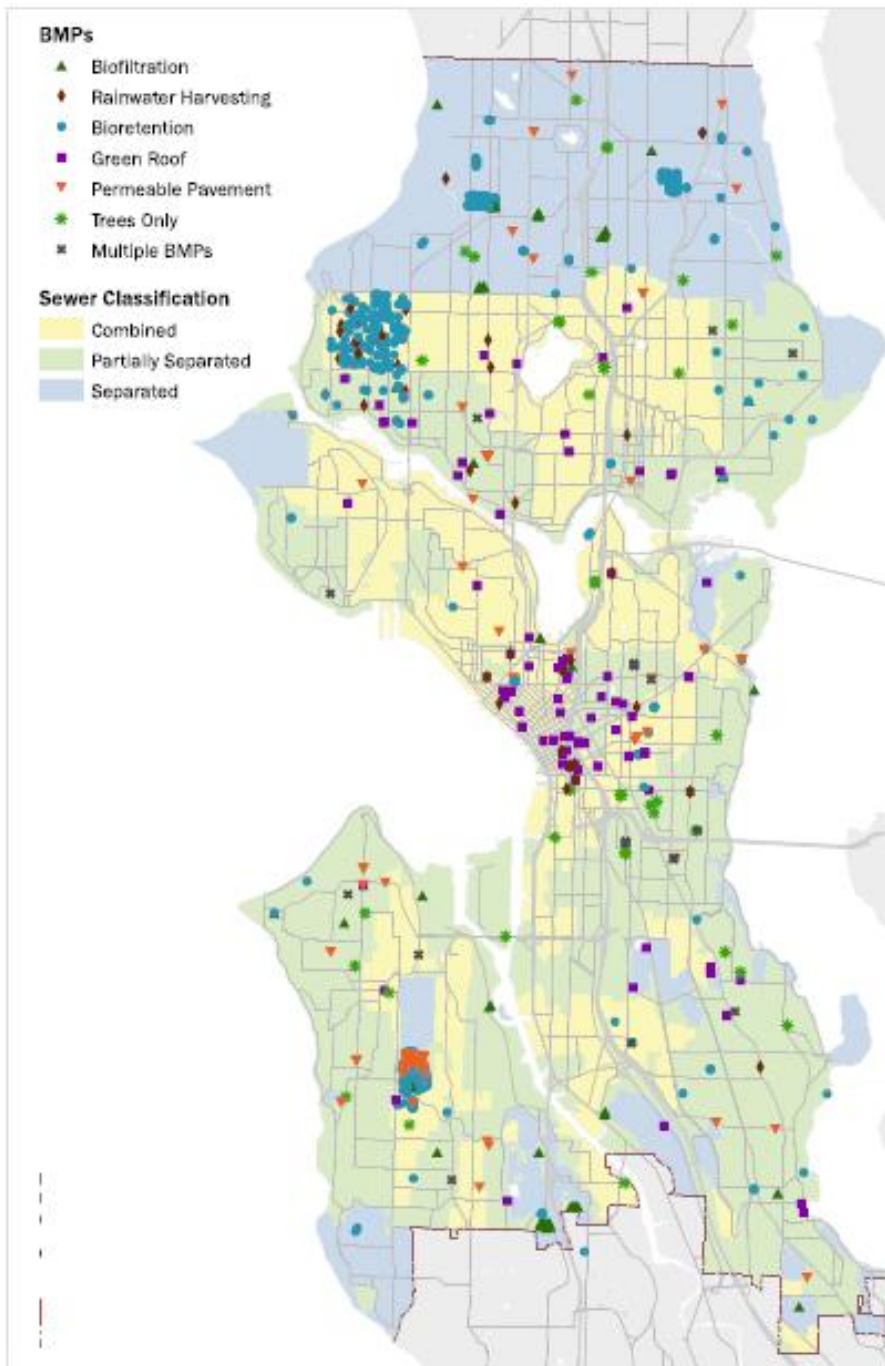 BMPs
Biofiltration
Rainwater Harvesting
Bioretention
Green Roof
Permeable Pavement
Trees Only
Multiple BMPs
Sewer Classification
Combined
Partially Separated
Separated